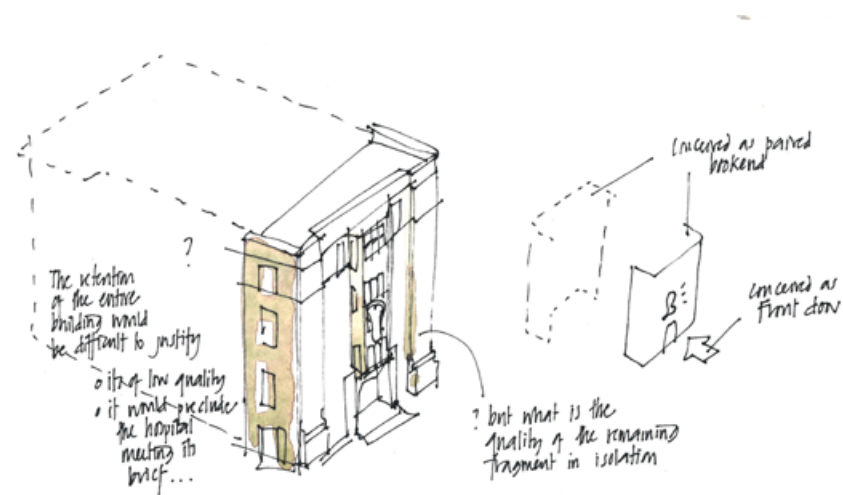 ?
The retention
of the entire
building would
be difficult to justify
o its of low quality
• it would preclude
the hospital
meeting its
brief...
? but what is the
quality of the remaining
fragment in isolation
conceived as paired
bookend
conceived as
front door